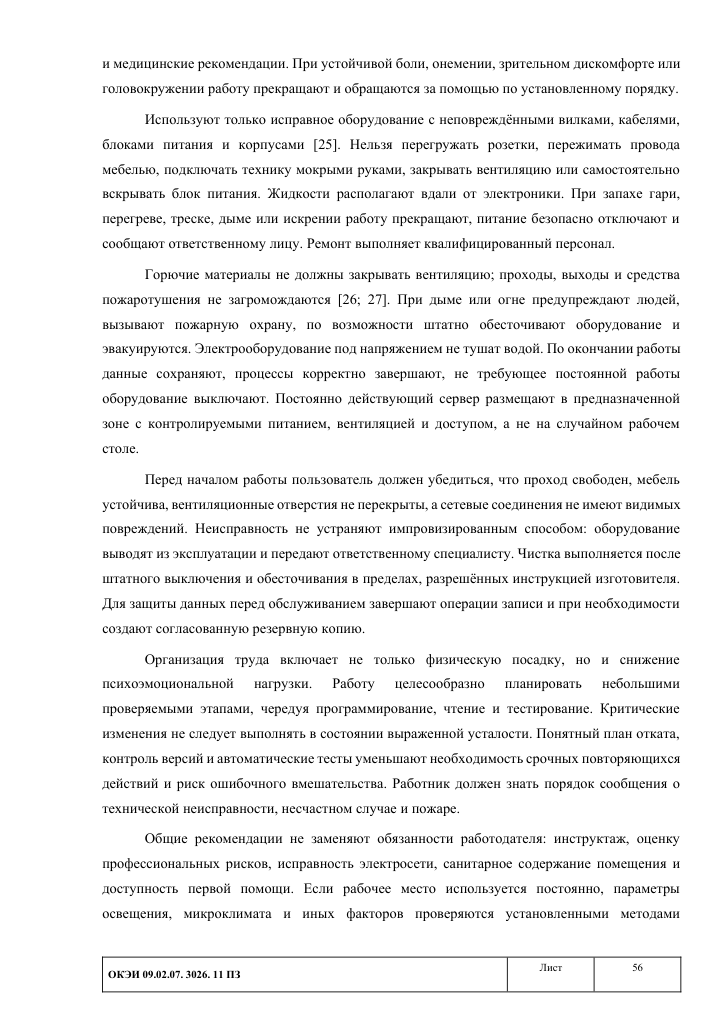 и медицинские рекомендации. При устойчивой боли, онемении, зрительном дискомфорте или
головокружении работу прекращают и обращаются за помощью по установленному порядку.
Используют только исправное оборудование с неповреждёнными вилками, кабелями,
блоками питания и корпусами [25]. Нельзя перегружать розетки, пережимать провода
мебелью, подключать технику мокрыми руками, закрывать вентиляцию или самостоятельно
вскрывать блок питания. Жидкости располагают вдали от электроники. При запахе гари,
перегреве, треске, дыме или искрении работу прекращают, питание безопасно отключают и
сообщают ответственному лицу. Ремонт выполняет квалифицированный персонал.
Горючие материалы не должны закрывать вентиляцию; проходы, выходы и средства
пожаротушения не загромождаются [26; 27]. При дыме или огне предупреждают людей,
вызывают пожарную охрану, по возможности штатно обесточивают оборудование и
эвакуируются. Электрооборудование под напряжением не тушат водой. По окончании работы
данные сохраняют, процессы корректно завершают, не требующее постоянной работы
оборудование выключают. Постоянно действующий сервер размещают в предназначенной
зоне с контролируемыми питанием, вентиляцией и доступом, а не на случайном рабочем
столе.
Перед началом работы пользователь должен убедиться, что проход свободен, мебель
устойчива, вентиляционные отверстия не перекрыты, а сетевые соединения не имеют видимых
повреждений. Неисправность не устраняют импровизированным способом: оборудование
выводят из эксплуатации и передают ответственному специалисту. Чистка выполняется после
штатного выключения и обесточивания в пределах, разрешённых инструкцией изготовителя.
Для защиты данных перед обслуживанием завершают операции записи и при необходимости
создают согласованную резервную копию.
Организация труда включает не только физическую посадку, но и снижение
психоэмоциональной нагрузки. Работу целесообразно планировать небольшими
проверяемыми этапами, чередуя программирование, чтение и тестирование. Критические
изменения не следует выполнять в состоянии выраженной усталости. Понятный план отката,
контроль версий и автоматические тесты уменьшают необходимость срочных повторяющихся
действий и риск ошибочного вмешательства. Работник должен знать порядок сообщения о
технической неисправности, несчастном случае и пожаре.
Общие рекомендации не заменяют обязанности работодателя: инструктаж, оценку
профессиональных рисков, исправность электросети, санитарное содержание помещения и
доступность первой помощи. Если рабочее место используется постоянно, параметры
освещения, микроклимата и иных факторов проверяются установленными методами
ОКЭИ 09.02.07. 3026. 11 ПЗ
Лист
56